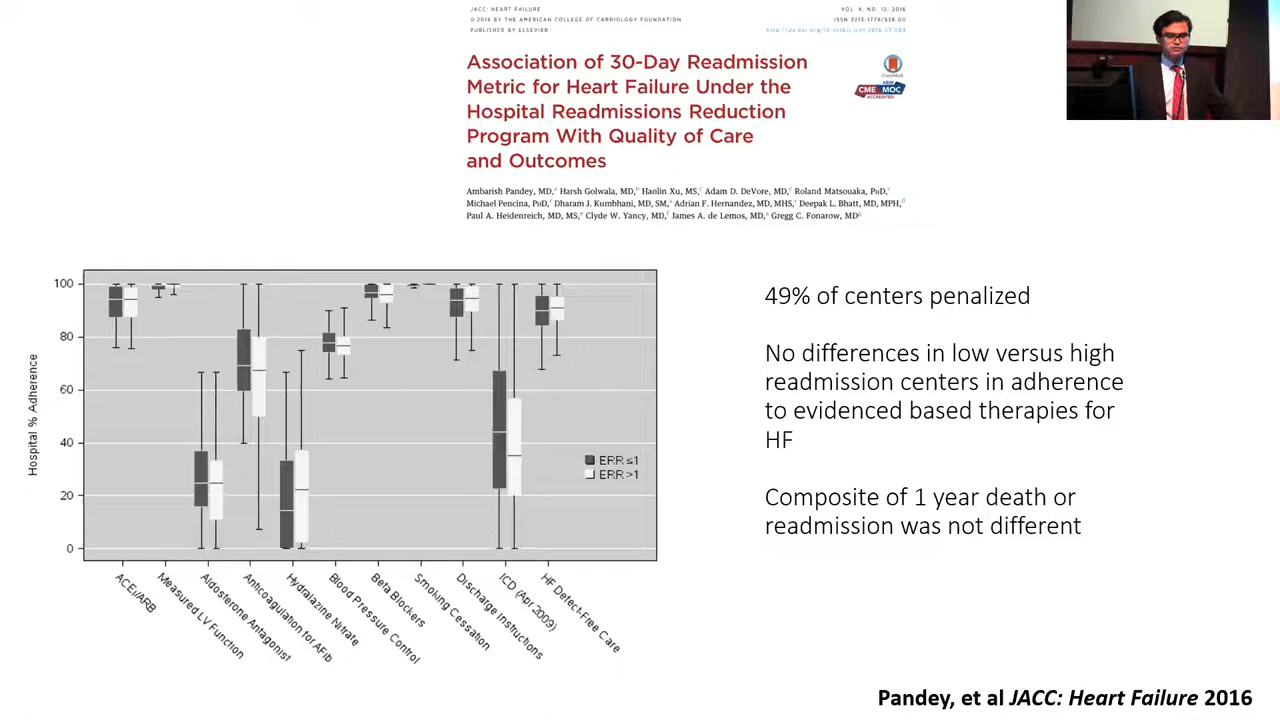 JACC: HEART FAILURE
VOL. 4, NO. 12, 2016
© 2016 BY THE AMERICAN COLLEGE OF CARDIOLOGY FOUNDATION
ISSN 2213-1779/$36.00
PUBLISHED BY ELSEVIER
Association of 30-Day Readmission
Metric for Heart Failure Under the
Hospital Readmissions Reduction
Program With Quality of Care
and Outcomes
CME MOC
ACCREDITED
Ambarish Pandey, MD, Harsh Golwala, MD, Haolin Xu, MS, Adam D. DeVore, MD, Roland Matsouaka, PhD,
Michael Pencina, PhD, Dharam J. Kumbhani, MD, SM, Adrian F. Hernandez, MD, MHS, Deepak L. Bhatt, MD, MPH,
Paul A. Heidenreich, MD, MS, Clyde W. Yancy, MD, James A. de Lemos, MD, Gregg C. Fonarow, MD
Hospital % Adherence
100
80
60
40
20
0
ERR ≤1
ERR >1
ACEi/ARB
Measured LV Function
Aldosterone Antagonist
Anticoagulation for AFib
Hydralazine Nitrate
Blood Pressure Control
Beta Blockers
Smoking Cessation
Discharge Instructions
ICD (Apr 2009)
HF Defect-Free Care
49% of centers penalized
No differences in low versus high
readmission centers in adherence
to evidenced based therapies for
HF
Composite of 1 year death or
readmission was not different
Pandey, et al JACC: Heart Failure 2016